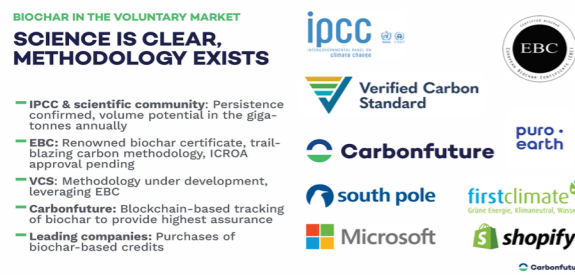 BIOCHAR IN THE VOLUNTARY MARKET
SCIENCE IS CLEAR,
METHODOLOGY EXISTS
IPCC & scientific community: Persistence
confirmed, volume potential in the giga-
tonnes annually
EBC: Renowned biochar certificate, trail-
blazing carbon methodology, ICROA
approval pending
VCS: Methodology under development,
leveraging EBC
Carbonfuture: Blockchain-based tracking
of biochar to provide highest assurance
Leading companies: Purchases of
biochar-based credits
ipcc
INTERGOVERNMENTAL PANEL ON
climate change
EBC
Verified Carbon
Standard
Carbonfuture
puro·
earth
south pole
firstclimate
Grüne Energie, Klimaneutral, Wasse
Microsoft
shopify
Carbonfutu